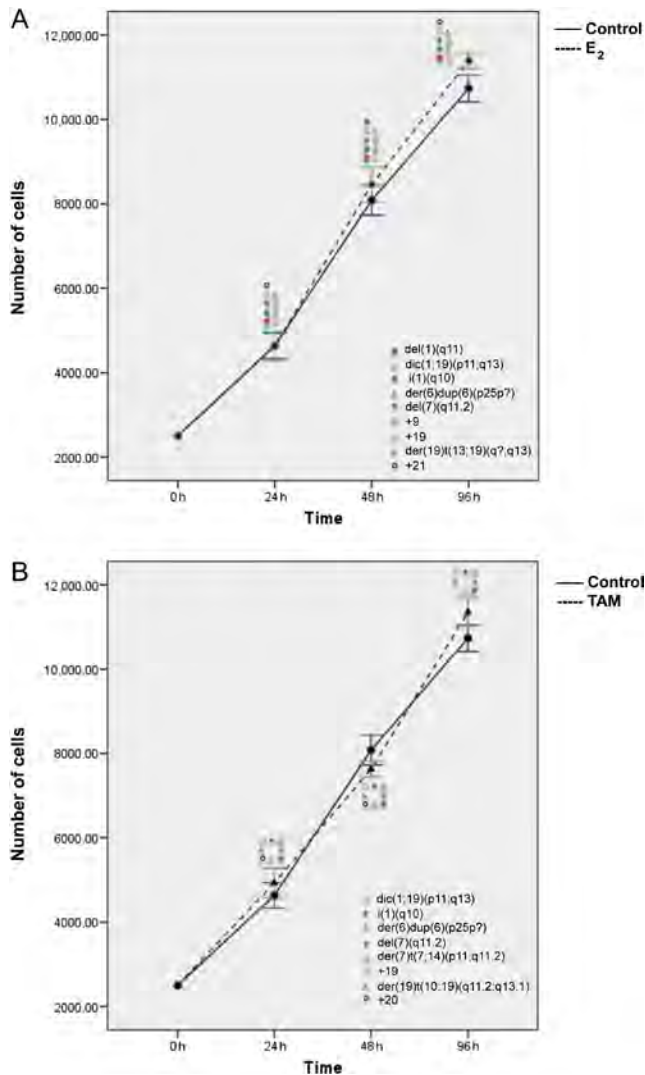 A
Control
E2
12,000.00
10,000.00
8000.00
6000.00
4000.00
2000.00
Number of cells
del(1)(q11)
dic(1;19)(p11;q13)
i(1)(q10)
der(6)dup(6)(p25p?)
del(7)(q11.2)
+9
+19
der(19)t(13;19)(q?;q13)
+21
0h
24h
48h
96h
Time
B
Control
TAM
12,000.00
10,000.00
8000.00
6000.00
4000.00
2000.00
Number of cells
dic(1;19)(p11;q13)
i(1)(q10)
der(6)dup(6)(p25p?)
del(7)(q11.2)
der(7)t(7;14)(p11;q11.2)
+19
der(19)t(10;19)(q11.2;q13.1)
+20
0h
24h
48h
96h
Time